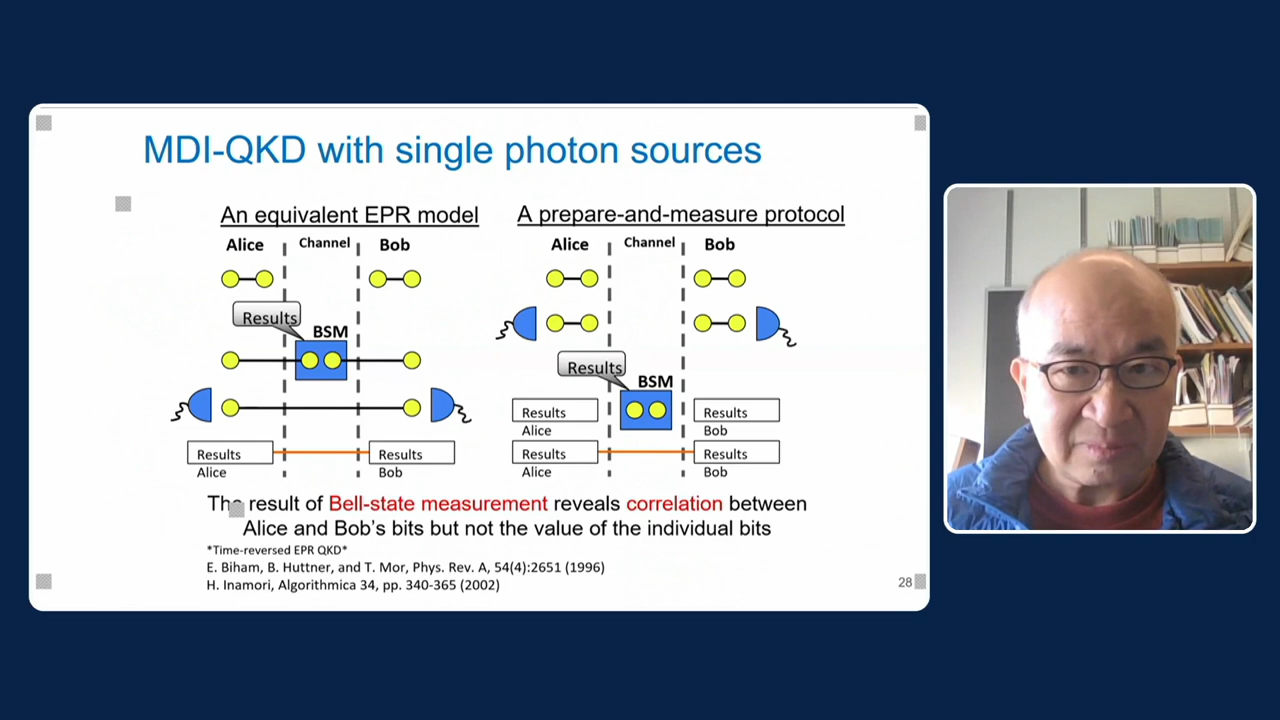 MDI-QKD with single photon sources
An equivalent EPR model
Alice
Channel
Bob
Results
BSM
Results
Alice
Results
Bob
A prepare-and-measure protocol
Alice
Channel
Bob
Results
BSM
Results
Alice
Results
Bob
Results
Alice
Results
Bob
The result of Bell-state measurement reveals correlation between
Alice and Bob's bits but not the value of the individual bits
*Time-reversed EPR QKD*
E. Biham, B. Huttner, and T. Mor, Phys. Rev. A, 54(4):2651 (1996)
H. Inamori, Algorithmica 34, pp. 340-365 (2002)
28